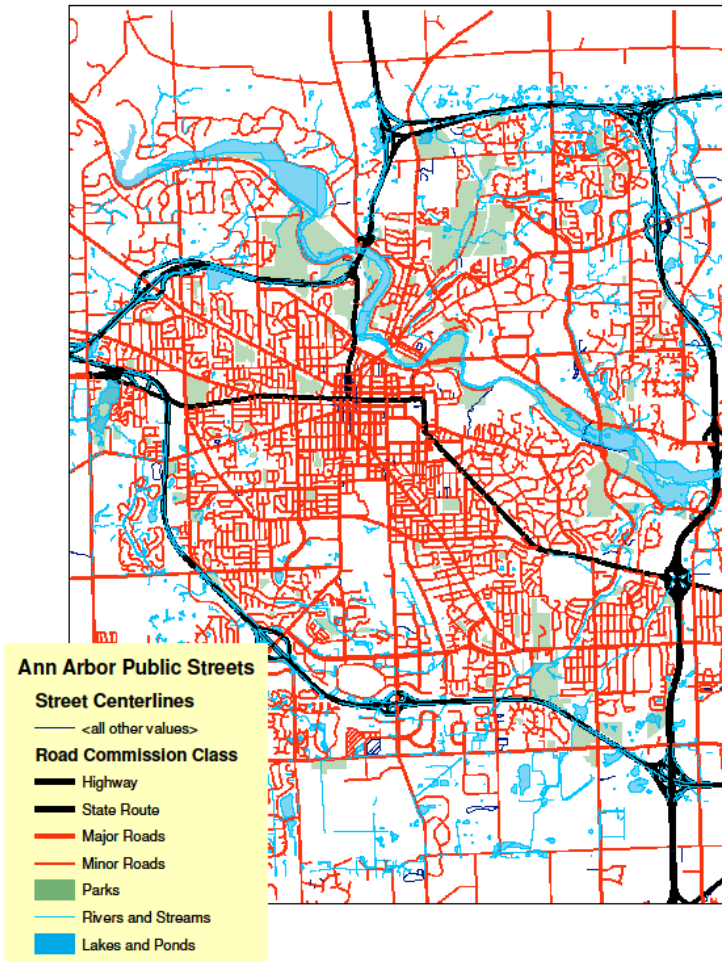 Ann Arbor Public Streets
Street Centerlines
<all other values>
Road Commission Class
Highway
State Route
Major Roads
Minor Roads
Parks
Rivers and Streams
Lakes and Ponds